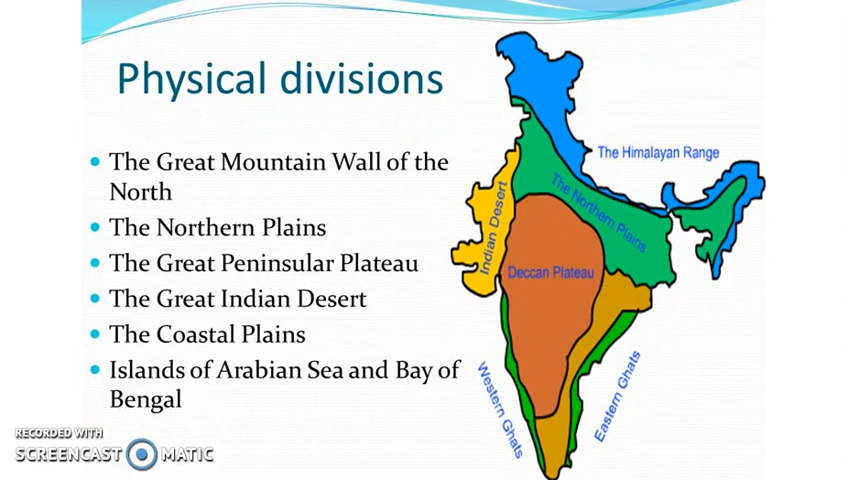 Physical divisions
The Great Mountain Wall of the
North
The Northern Plains
The Great Peninsular Plateau
The Great Indian Desert
The Coastal Plains
Islands of Arabian Sea and Bay of
Bengal
The Himalayan Range
The Northern Plains
Indian Desert
Deccan Plateau
Western Ghats
Eastern Ghats
RECORDED WITH
SCREENCAST MATIC